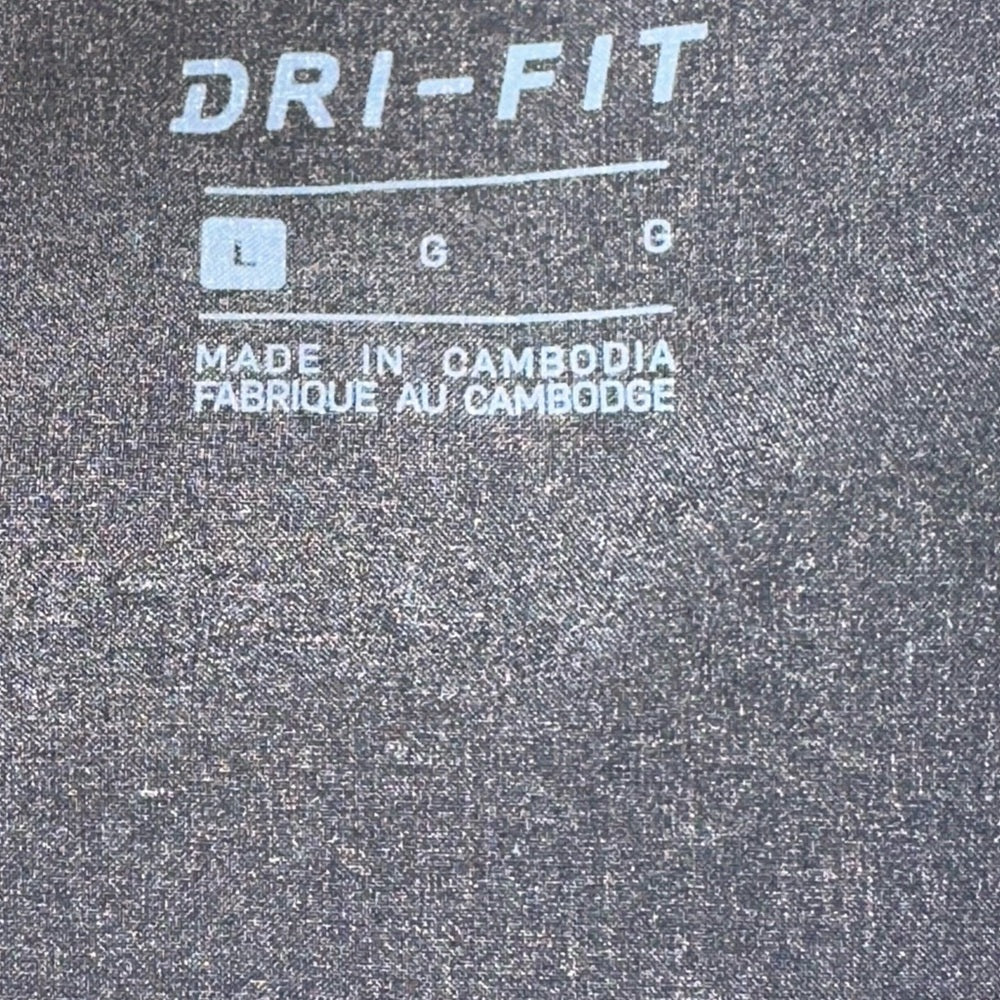 DRI-FIT
L G G
MADE IN CAMBODIA
FABRIQUE AU CAMBODGE